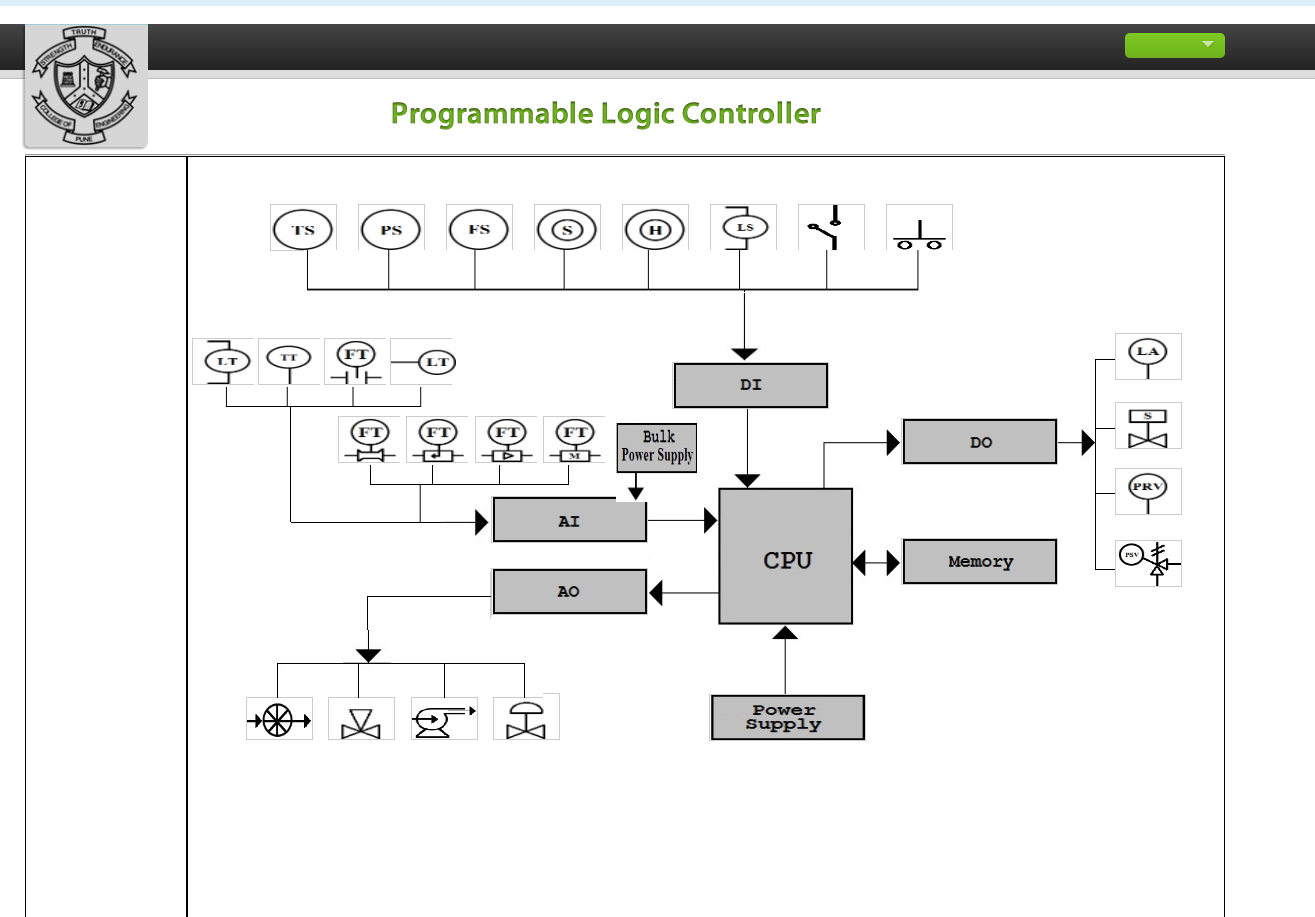 TRUTH
STRENGTH
ENDURANCE
COLLEGE OF
ENGINEERING
PUNE
Programmable Logic Controller
TS PS FS S H LS
LT TT FT LT
DI
LA
FT FT FT FT
M
Bulk
Power Supply
S
DO
PRV
AI
CPU
Memory
PSV
AO
Power
Supply